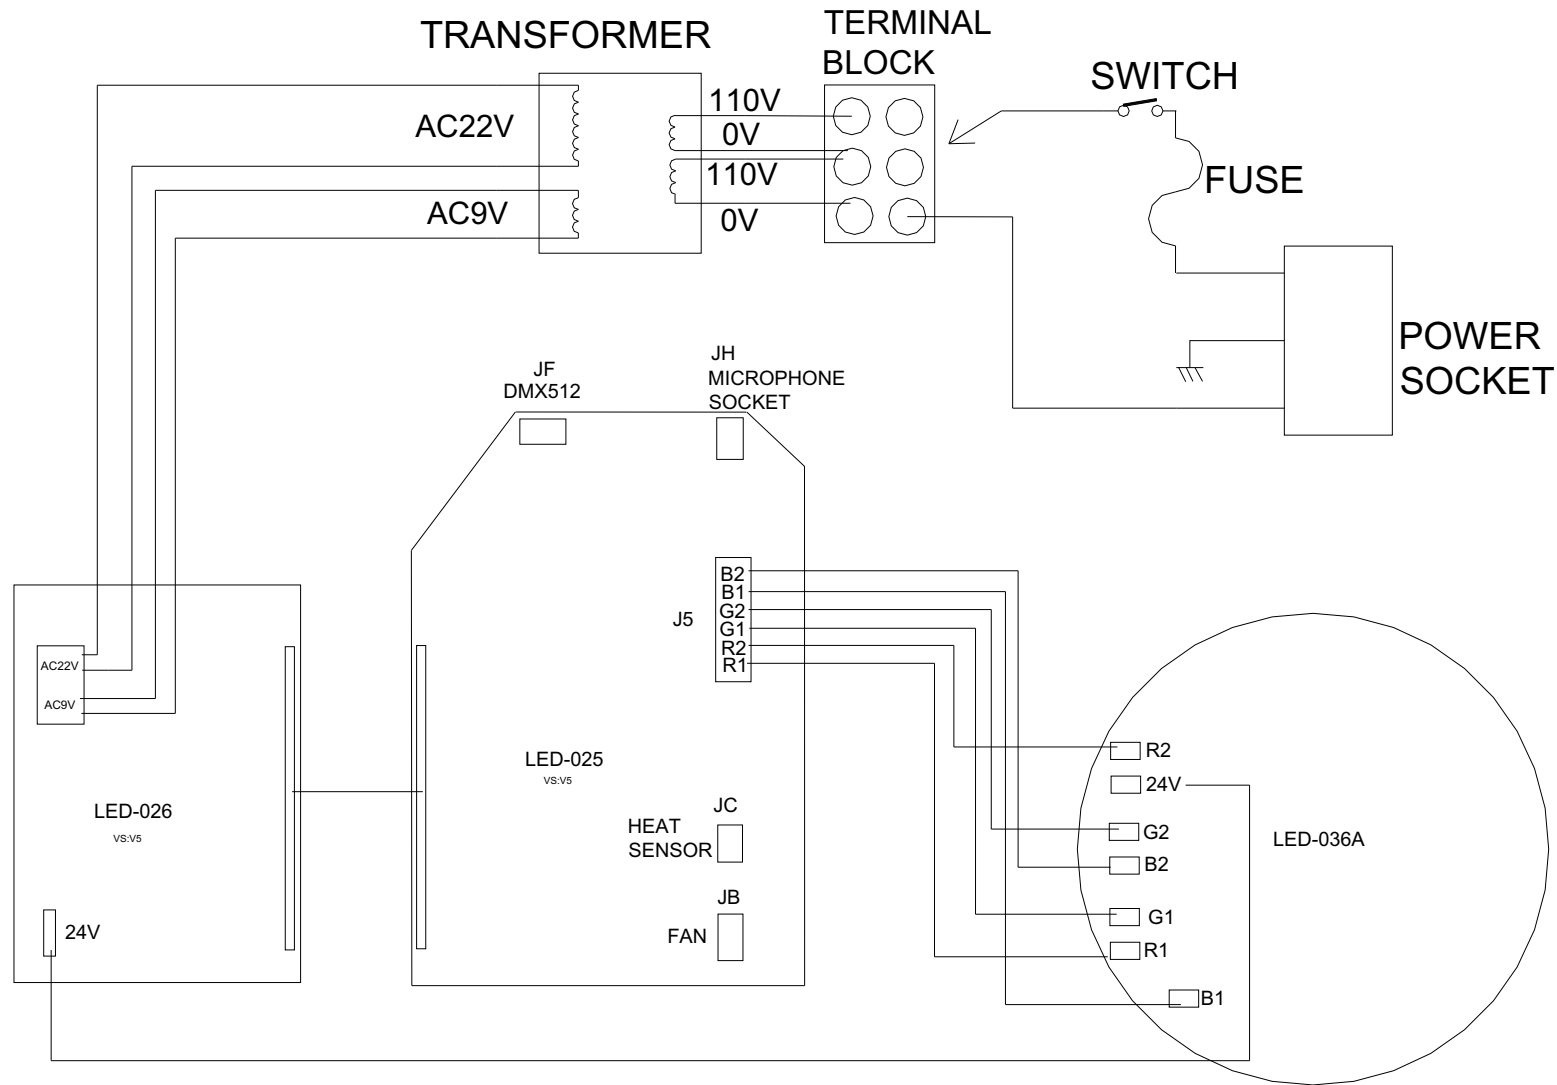 TRANSFORMER
TERMINAL
BLOCK
SWITCH
110V
AC22V
0V
110V
FUSE
AC9V
0V
POWER
SOCKET
JF
DMX512
JH
MICROPHONE
SOCKET
B2
B1
G2
J5
G1
R2
R1
AC22V
AC9V
LED-025
VS:V5
LED-026
VS:V5
JC
HEAT
SENSOR
JB
FAN
24V
R2
24V
G2
LED-036A
B2
G1
R1
B1